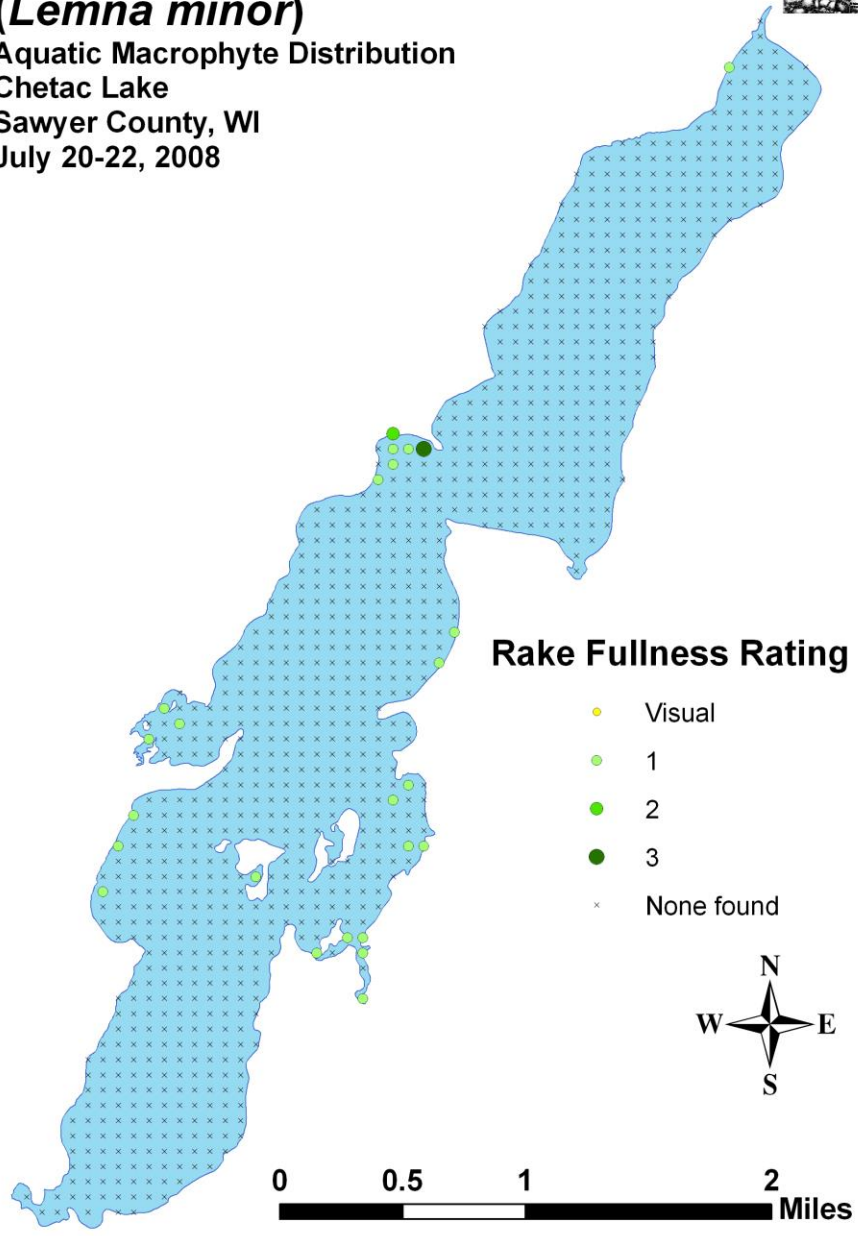 (Lemna minor)
Aquatic Macrophyte Distribution
Chetac Lake
Sawyer County, WI
July 20-22, 2008
Rake Fullness Rating
Visual
1
2
3
None found
N
W E
S
0 0.5 1 2
Miles